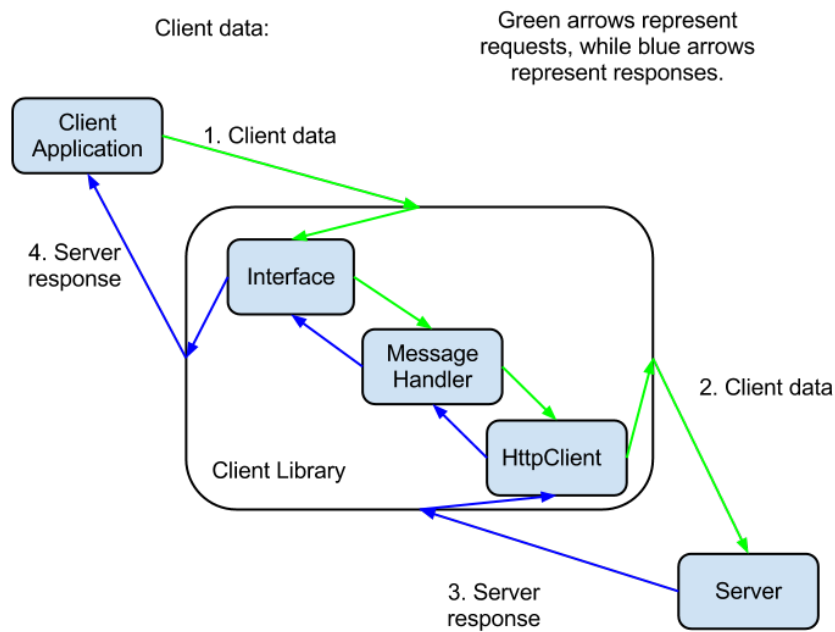 Client data:
Green arrows represent
requests, while blue arrows
represent responses.
Client
Application
1. Client data
4. Server
response
Interface
Message
Handler
2. Client data
HttpClient
Client Library
3. Server
response
Server